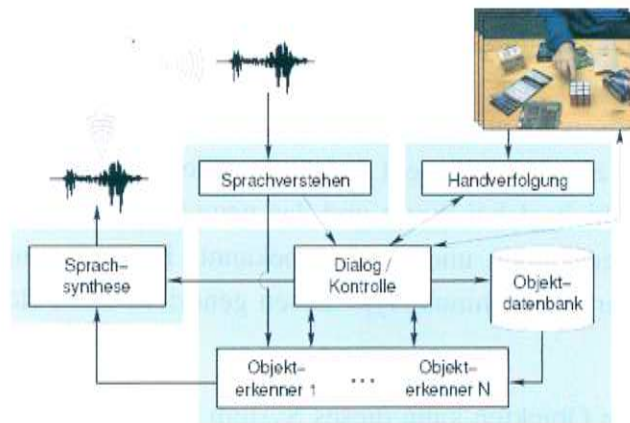 Sprachverstehen
Handverfolgung
Sprach-
synthese
Dialog /
Kontrolle
Objekt-
datenbank
Objekt-
erkenner 1
...
Objekt-
erkenner N